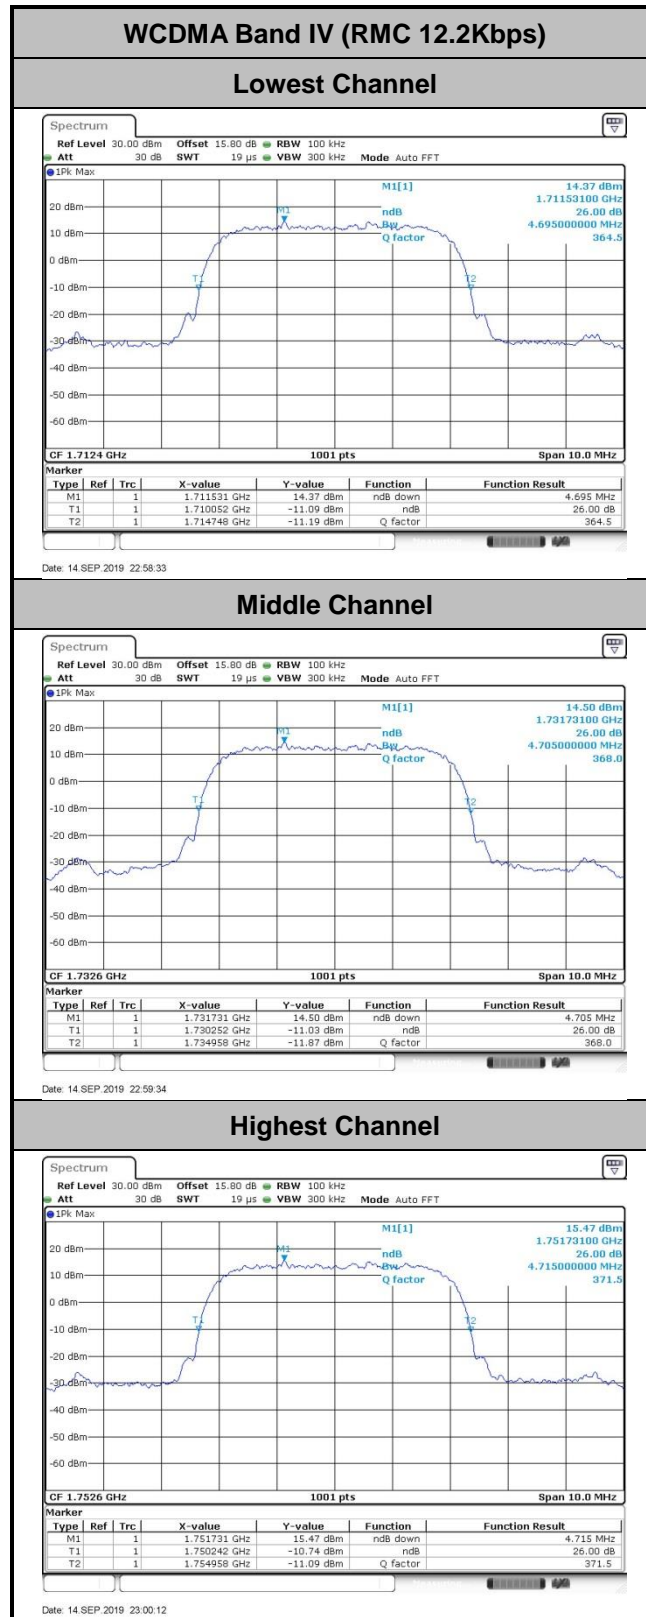 WCDMA Band IV (RMC 12.2Kbps)
Lowest Channel
Spectrum
Ref Level 30.00 dBm Offset 15.80 dB RBW 100 kHz
Att 30 dB SWT 19 µs VBW 300 kHz Mode Auto FFT
1Pk Max
M1[1] 14.37 dBm
1.71153100 GHz
20 dBm
M1
ndB 26.00 dB
Bw 4.695000000 MHz
10 dBm
Q factor 364.5
0 dBm
T1 T2
-10 dBm
-20 dBm
-30 dBm
-40 dBm
-50 dBm
-60 dBm
CF 1.7124 GHz 1001 pts Span 10.0 MHz
Marker
Type Ref Trc X-value Y-value Function Function Result
M1 1 1.711531 GHz 14.37 dBm ndB down 4.695 MHz
T1 1 1.710052 GHz -11.09 dBm ndB 26.00 dB
T2 1 1.714748 GHz -11.19 dBm Q factor 364.5
Date: 14.SEP.2019 22:58:33
Middle Channel
Spectrum
Ref Level 30.00 dBm Offset 15.80 dB RBW 100 kHz
Att 30 dB SWT 19 µs VBW 300 kHz Mode Auto FFT
1Pk Max
M1[1] 14.50 dBm
1.73173100 GHz
20 dBm
M1
ndB 26.00 dB
Bw 4.705000000 MHz
10 dBm
Q factor 368.0
0 dBm
T1 T2
-10 dBm
-20 dBm
-30 dBm
-40 dBm
-50 dBm
-60 dBm
CF 1.7326 GHz 1001 pts Span 10.0 MHz
Marker
Type Ref Trc X-value Y-value Function Function Result
M1 1 1.731731 GHz 14.50 dBm ndB down 4.705 MHz
T1 1 1.730252 GHz -11.03 dBm ndB 26.00 dB
T2 1 1.734958 GHz -11.87 dBm Q factor 368.0
Date: 14.SEP.2019 22:59:34
Highest Channel
Spectrum
Ref Level 30.00 dBm Offset 15.80 dB RBW 100 kHz
Att 30 dB SWT 19 µs VBW 300 kHz Mode Auto FFT
1Pk Max
M1[1] 15.47 dBm
1.75173100 GHz
20 dBm
M1
ndB 26.00 dB
Bw 4.715000000 MHz
10 dBm
Q factor 371.5
0 dBm
T1 T2
-10 dBm
-20 dBm
-30 dBm
-40 dBm
-50 dBm
-60 dBm
CF 1.7526 GHz 1001 pts Span 10.0 MHz
Marker
Type Ref Trc X-value Y-value Function Function Result
M1 1 1.751731 GHz 15.47 dBm ndB down 4.715 MHz
T1 1 1.750242 GHz -10.74 dBm ndB 26.00 dB
T2 1 1.754958 GHz -11.09 dBm Q factor 371.5
Date: 14.SEP.2019 23:00:12